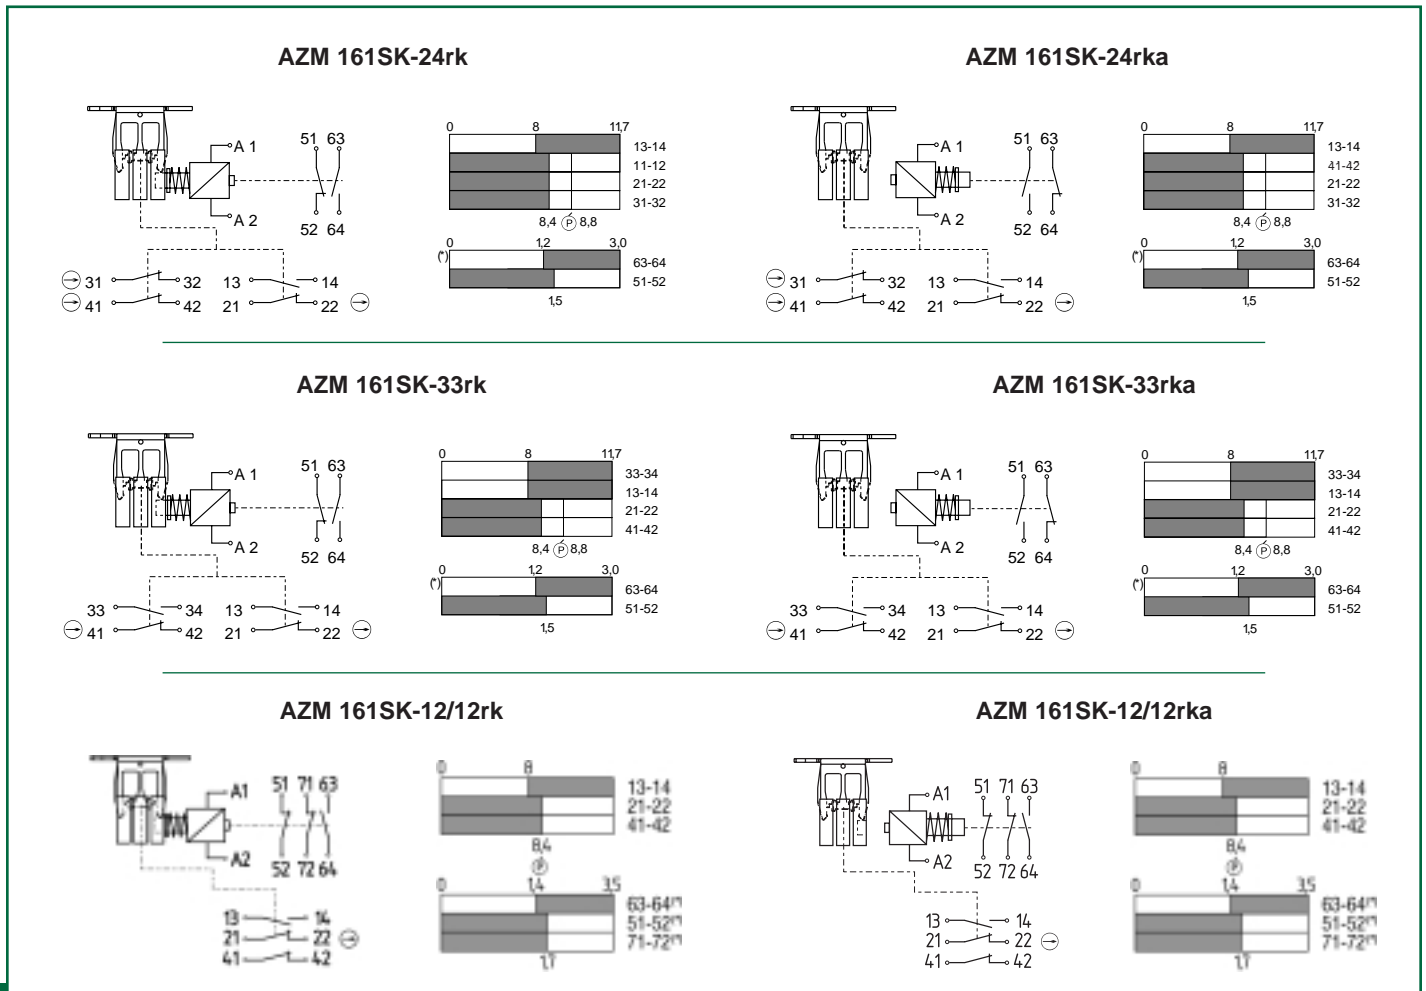 AZM 161SK-24rk
A 1
A 2
51 63
52 64
31 32
41 42
13 14
21 22
0 8 11,7
13-14
11-12
21-22
31-32
8,4 P 8,8
0 1,2 3,0
(*)
63-64
51-52
1,5
AZM 161SK-24rka
A 1
A 2
51 63
52 64
31 32
41 42
13 14
21 22
0 8 11,7
13-14
41-42
21-22
31-32
8,4 P 8,8
0 1,2 3,0
(*)
63-64
51-52
1,5
AZM 161SK-33rk
A 1
A 2
51 63
52 64
33 34
41 42
13 14
21 22
0 8 11,7
33-34
13-14
21-22
41-42
8,4 P 8,8
0 1,2 3,0
(*)
63-64
51-52
1,5
AZM 161SK-33rka
A 1
A 2
51 63
52 64
33 34
41 42
13 14
21 22
0 8 11,7
33-34
13-14
21-22
41-42
8,4 P 8,8
0 1,2 3,0
(*)
63-64
51-52
1,5
AZM 161SK-12/12rk
A1
A2
51 71 63
52 72 64
13 14
21 22
41 42
0 8
13-14
21-22
41-42
8,4
P
0 1,4 3,5
63-64(*)
51-52(*)
71-72(*)
1,7
AZM 161SK-12/12rka
A1
A2
51 71 63
52 72 64
13 14
21 22
41 42
0 8
13-14
21-22
41-42
8,4
P
0 1,4 3,5
63-64(*)
51-52(*)
71-72(*)
1,7